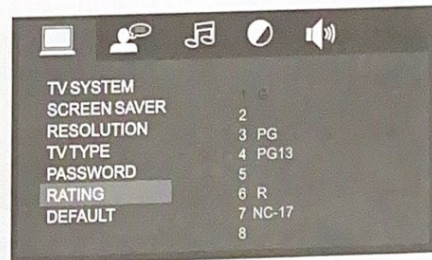 TV SYSTEM
SCREEN SAVER
RESOLUTION
TV TYPE
PASSWORD
RATING
DEFAULT
1 G
2
3 PG
4 PG13
5
6 R
7 NC-17
8